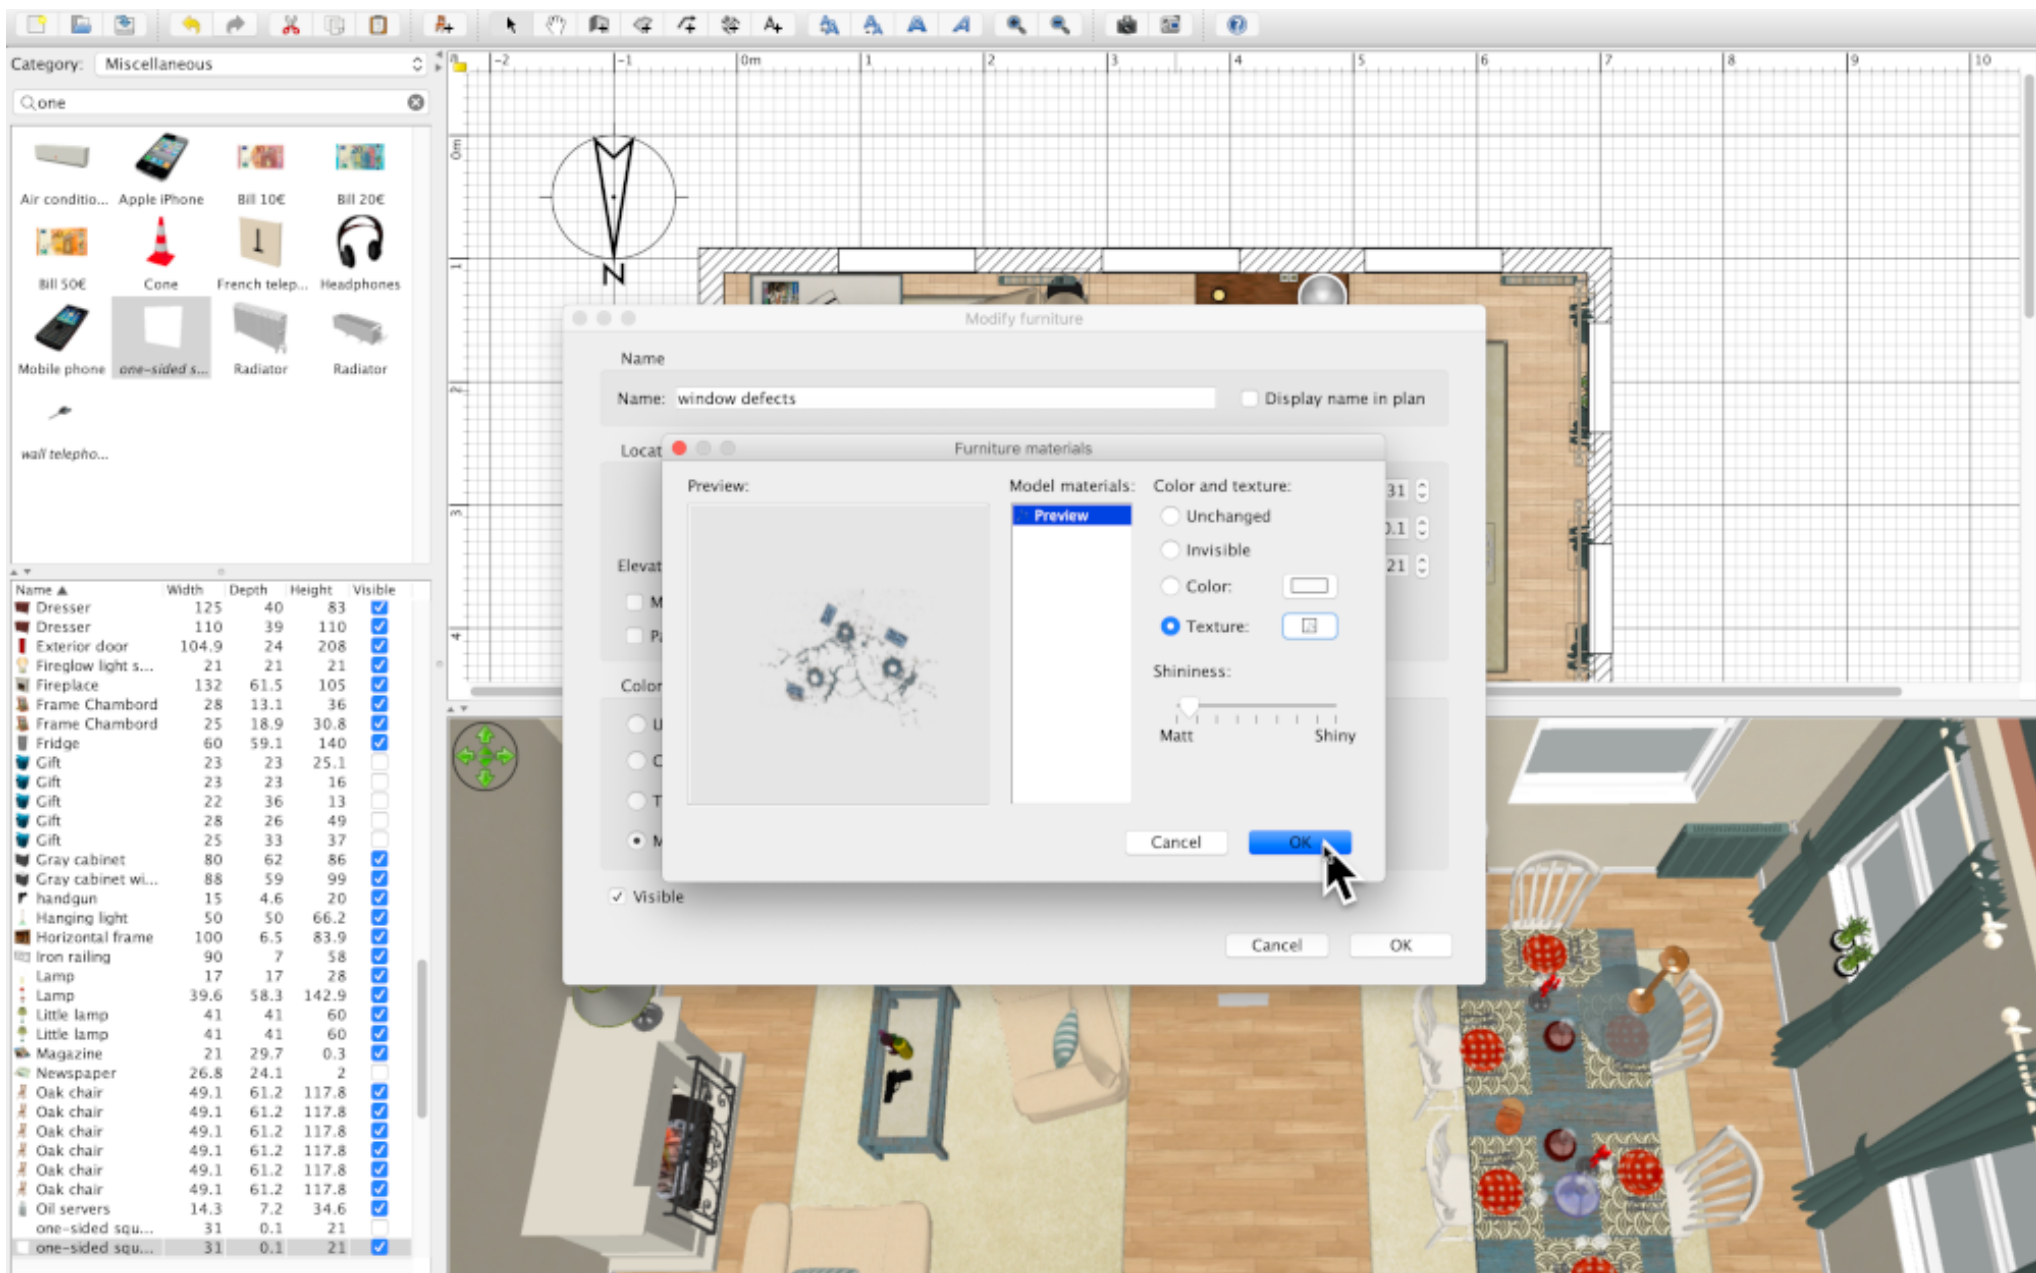 Category: Miscellaneous
one
Air conditio... Apple iPhone Bill 10€ Bill 20€
Bill 50€ Cone French telep... Headphones
Mobile phone one-sided s... Radiator Radiator
wall telepho...
Name Width Depth Height Visible
Dresser 125 40 83
Dresser 110 39 110
Exterior door 104.9 24 208
Fireglow light s... 21 21 21
Fireplace 132 61.5 105
Frame Chambord 28 13.1 36
Frame Chambord 25 18.9 30.8
Fridge 60 59.1 140
Gift 23 23 25.1
Gift 23 23 16
Gift 22 36 13
Gift 28 26 49
Gift 25 33 37
Gray cabinet 80 62 86
Gray cabinet wi... 88 59 99
handgun 15 4.6 20
Hanging light 50 50 66.2
Horizontal frame 100 6.5 83.9
Iron railing 90 7 58
Lamp 17 17 28
Lamp 39.6 58.3 142.9
Little lamp 41 41 60
Little lamp 41 41 60
Magazine 21 29.7 0.3
Newspaper 26.8 24.1 2
Oak chair 49.1 61.2 117.8
Oak chair 49.1 61.2 117.8
Oak chair 49.1 61.2 117.8
Oak chair 49.1 61.2 117.8
Oak chair 49.1 61.2 117.8
Oak chair 49.1 61.2 117.8
Oil servers 14.3 7.2 34.6
one-sided squ... 31 0.1 21
one-sided squ... 31 0.1 21
-2 -1 0m 1 2 3 4 5 6 7 8 9 10
0m
1
2
3
4
N
Modify furniture
Name
Name: window defects Display name in plan
Locat
31
0.1
Elevat 21
M
Pa
Color
U
C
T
M
Visible
Cancel OK
Furniture materials
Preview: Model materials: Color and texture:
Preview
Unchanged
Invisible
Color:
Texture:
Shininess:
Matt Shiny
Cancel OK